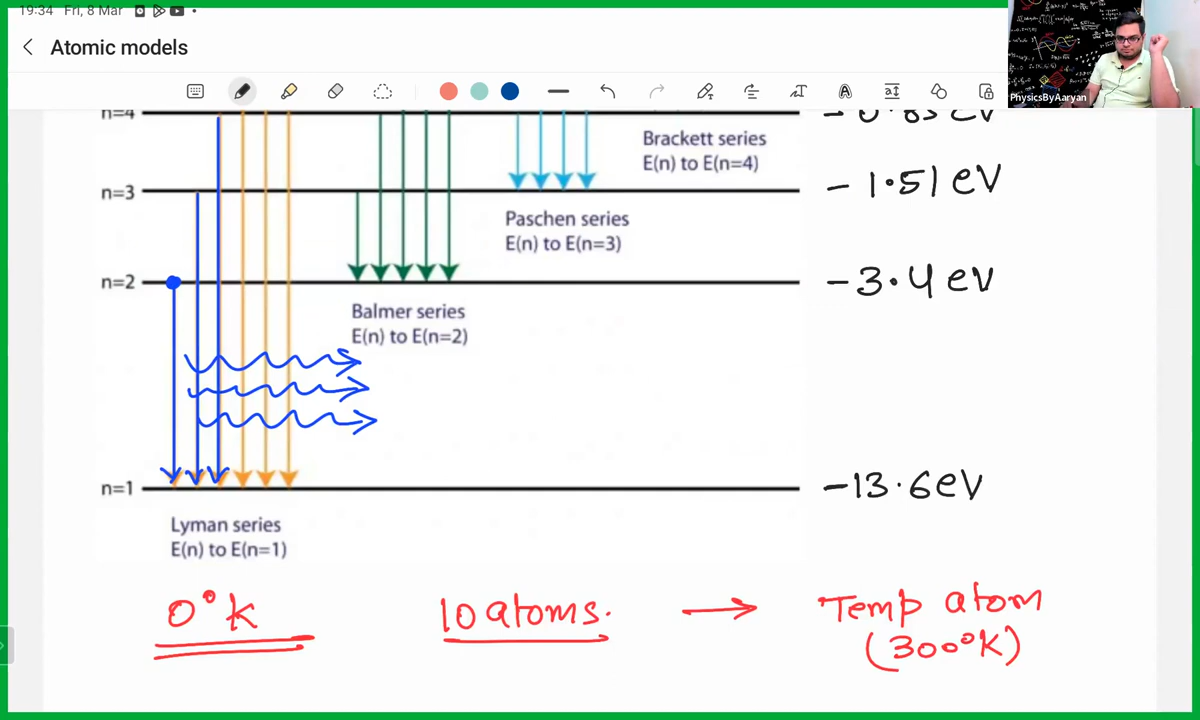 19:34 Fri, 8 Mar
Atomic models
PhysicsByAaryan
n=4
Brackett series
E(n) to E(n=4)
n=3
- 1.51 eV
Paschen series
E(n) to E(n=3)
n=2
-3.4 eV
Balmer series
E(n) to E(n=2)
n=1
-13.6eV
Lyman series
E(n) to E(n=1)
0°K
10 atoms.
Temp atom
(300°K)